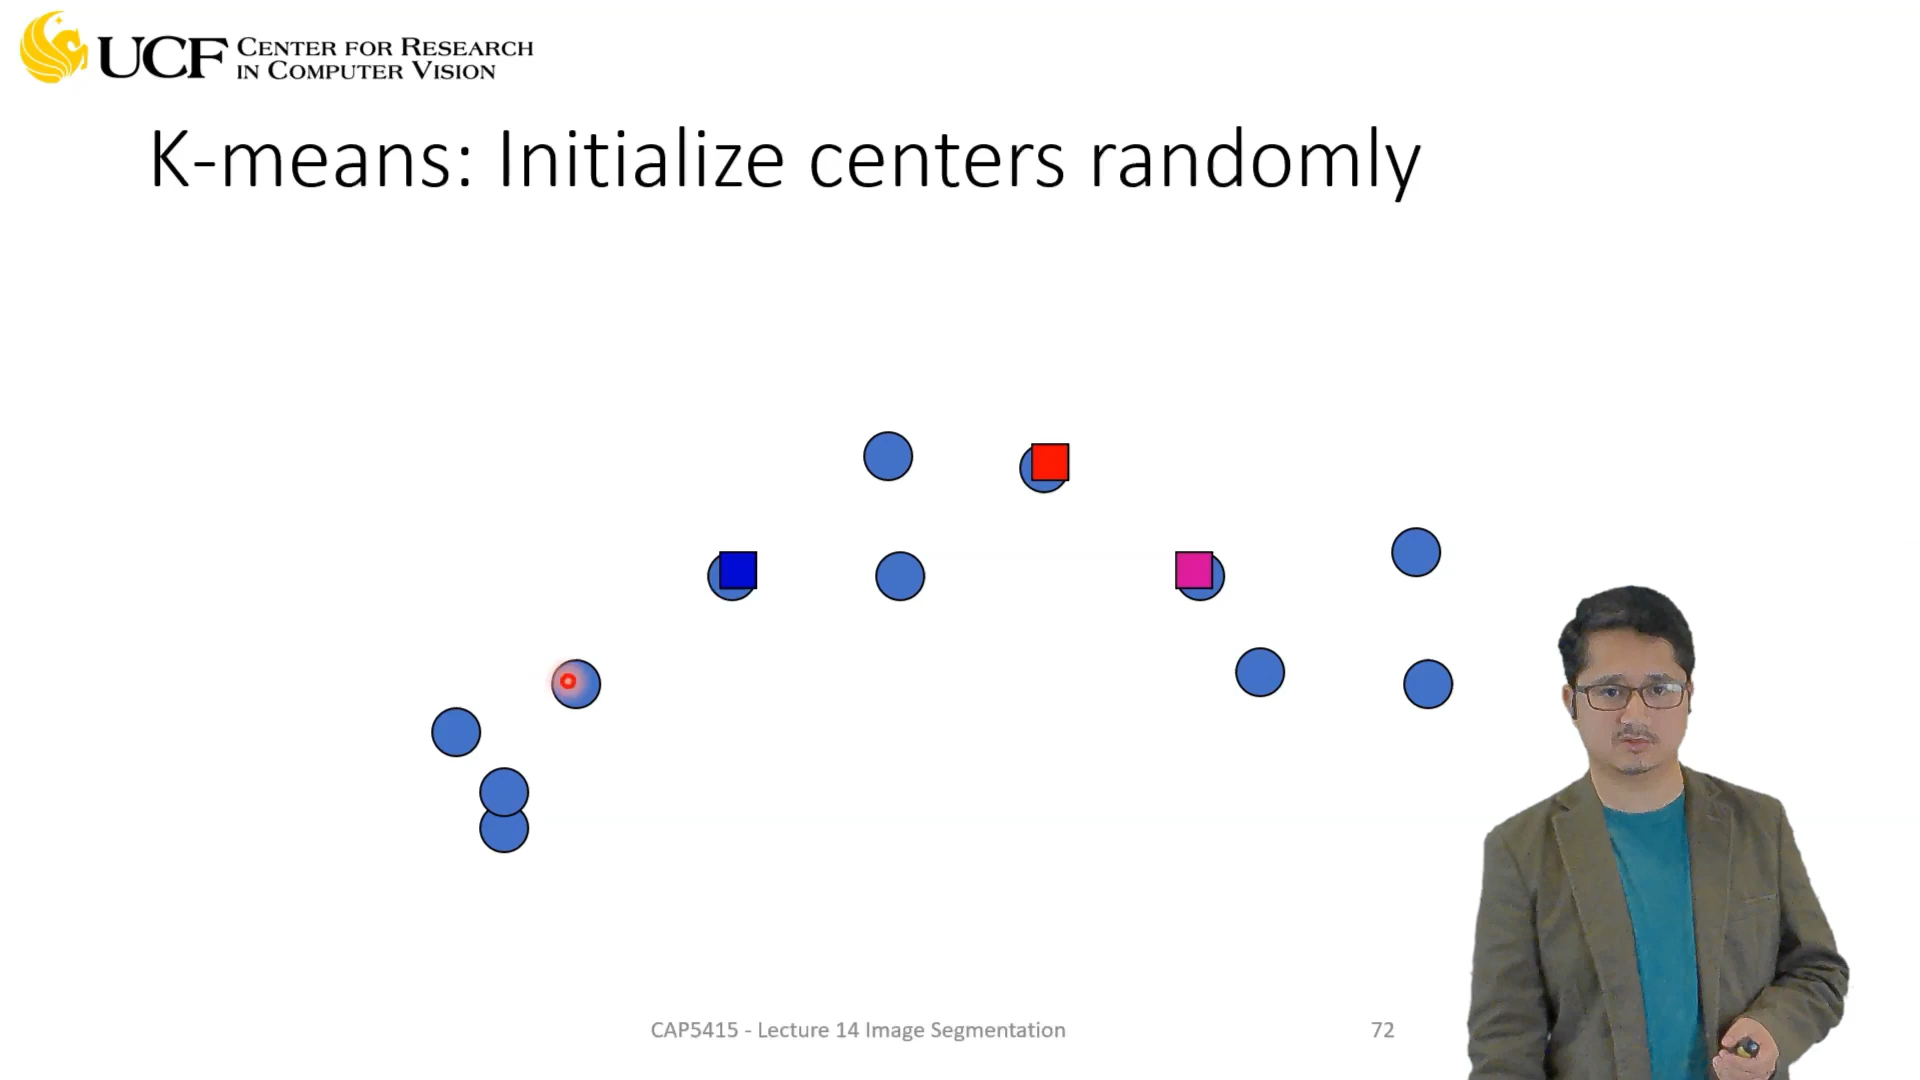 UCF CENTER FOR RESEARCH
IN COMPUTER VISION
K-means: Initialize centers randomly
CAP5415 - Lecture 14 Image Segmentation
72